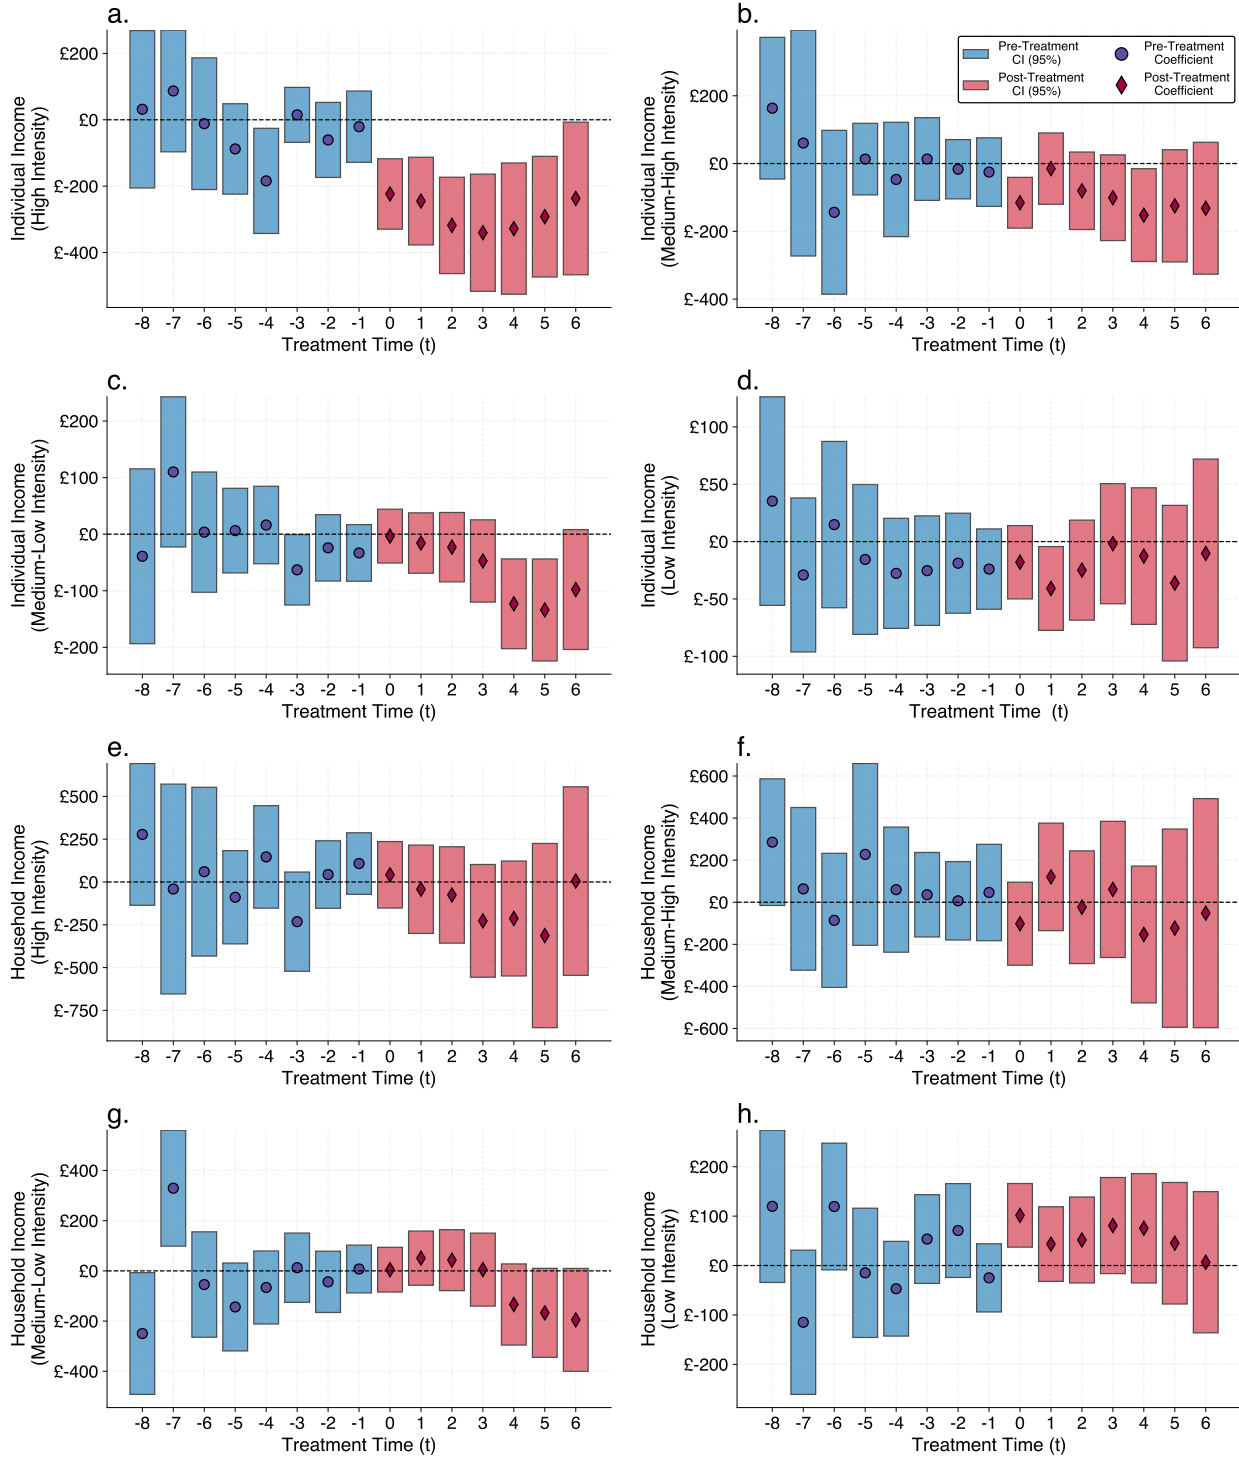 a.
£200
£0
£-200
£-400
Individual Income
(High Intensity)
-8 -7 -6 -5 -4 -3 -2 -1 0 1 2 3 4 5 6
Treatment Time (t)
b.
Pre-Treatment
CI (95%)
Pre-Treatment
Coefficient
Post-Treatment
CI (95%)
Post-Treatment
Coefficient
£200
£0
£-200
£-400
Individual Income
(Medium-High Intensity)
-8 -7 -6 -5 -4 -3 -2 -1 0 1 2 3 4 5 6
Treatment Time (t)
c.
£200
£100
£0
£-100
£-200
Individual Income
(Medium-Low Intensity)
-8 -7 -6 -5 -4 -3 -2 -1 0 1 2 3 4 5 6
Treatment Time (t)
d.
£100
£50
£0
£-50
£-100
Individual Income
(Low Intensity)
-8 -7 -6 -5 -4 -3 -2 -1 0 1 2 3 4 5 6
Treatment Time (t)
e.
£500
£250
£0
£-250
£-500
£-750
Household Income
(High Intensity)
-8 -7 -6 -5 -4 -3 -2 -1 0 1 2 3 4 5 6
Treatment Time (t)
f.
£600
£400
£200
£0
£-200
£-400
£-600
Household Income
(Medium-High Intensity)
-8 -7 -6 -5 -4 -3 -2 -1 0 1 2 3 4 5 6
Treatment Time (t)
g.
£400
£200
£0
£-200
£-400
Household Income
(Medium-Low Intensity)
-8 -7 -6 -5 -4 -3 -2 -1 0 1 2 3 4 5 6
Treatment Time (t)
h.
£200
£100
£0
£-100
£-200
Household Income
(Low Intensity)
-8 -7 -6 -5 -4 -3 -2 -1 0 1 2 3 4 5 6
Treatment Time (t)